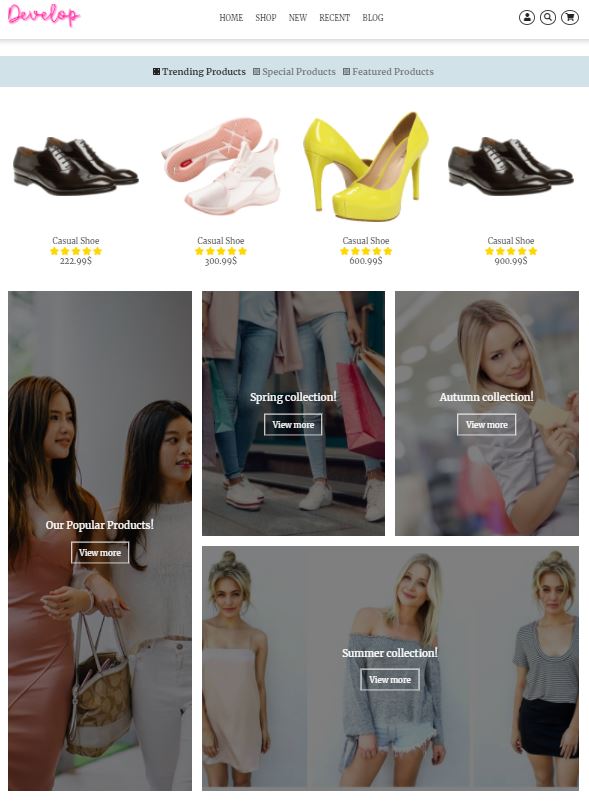 Develop
HOME SHOP NEW RECENT BLOG
Trending Products Special Products Featured Products
Casual Shoe
222.99$
Casual Shoe
300.99$
Casual Shoe
600.99$
Casual Shoe
900.99$
Our Popular Products!
View more
Spring collection!
View more
Autumn collection!
View more
Summer collection!
View more